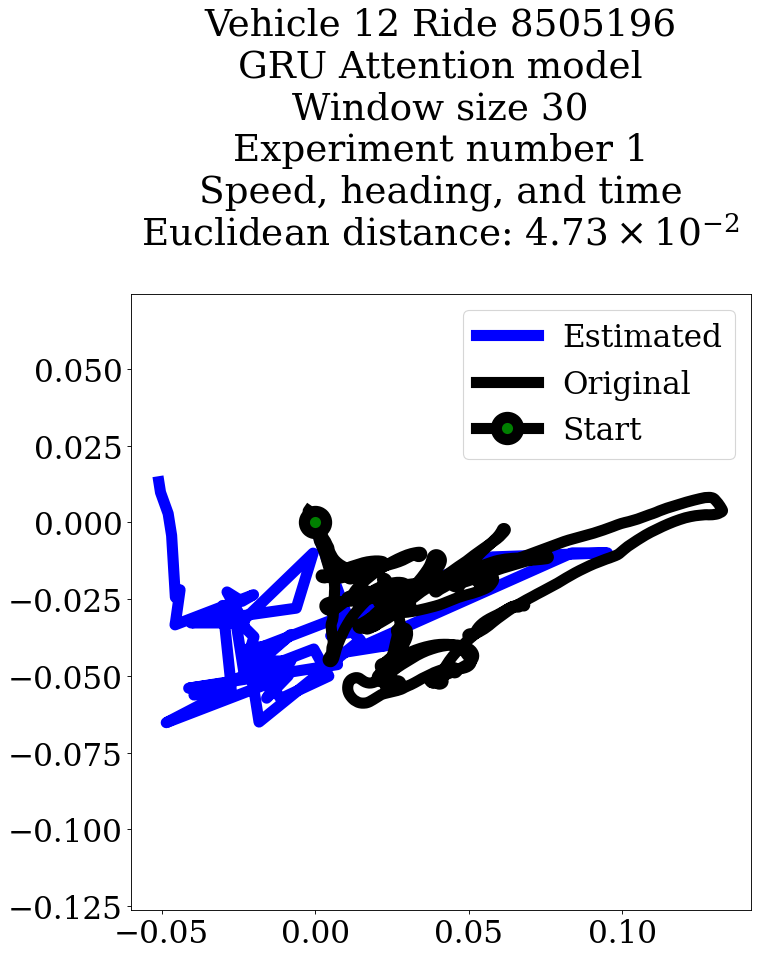 Vehicle 12 Ride 8505196
GRU Attention model
Window size 30
Experiment number 1
Speed, heading, and time
Euclidean distance: 4.73 × 10⁻²
Estimated
Original
Start
0.050
0.025
0.000
−0.025
−0.050
−0.075
−0.100
−0.125
−0.05 0.00 0.05 0.10